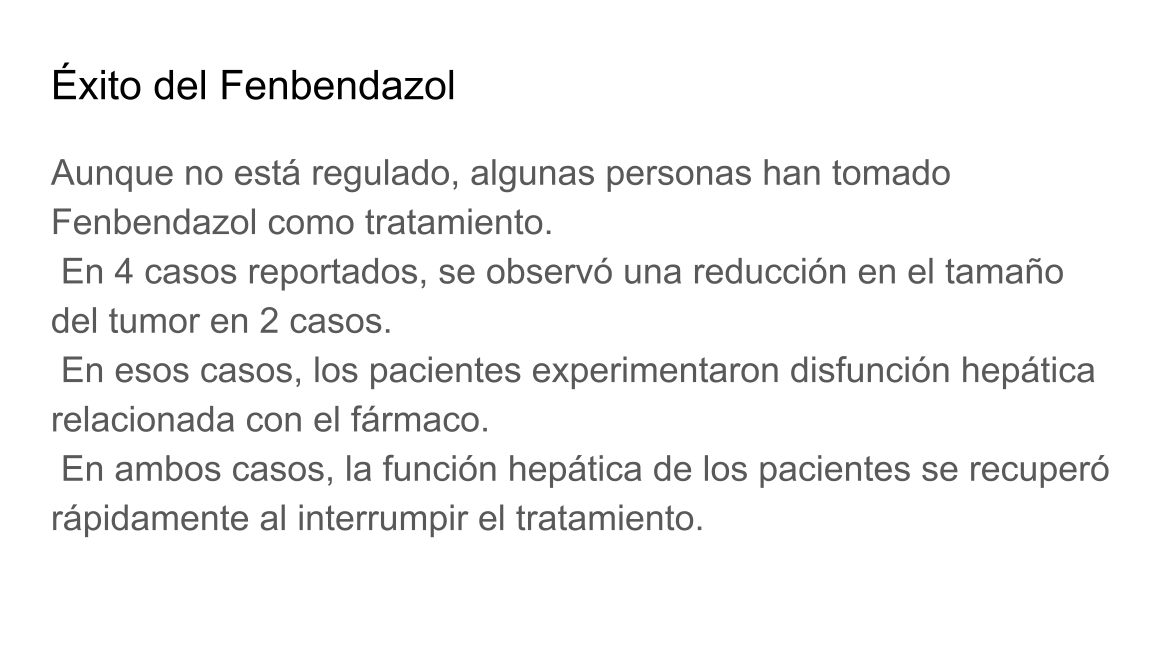 Éxito del Fenbendazol
Aunque no está regulado, algunas personas han tomado
Fenbendazol como tratamiento.
En 4 casos reportados, se observó una reducción en el tamaño
del tumor en 2 casos.
En esos casos, los pacientes experimentaron disfunción hepática
relacionada con el fármaco.
En ambos casos, la función hepática de los pacientes se recuperó
rápidamente al interrumpir el tratamiento.